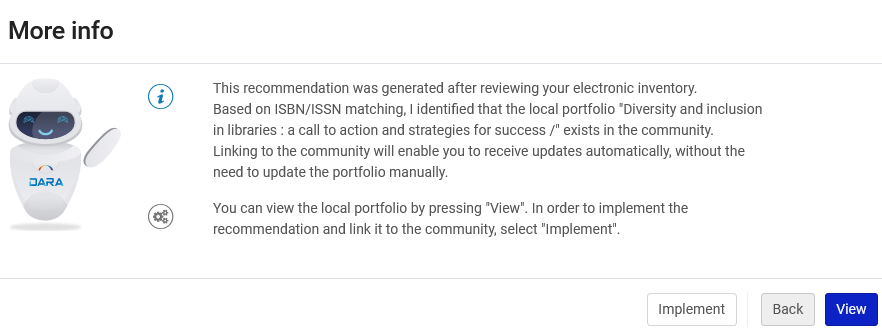 More info
This recommendation was generated after reviewing your electronic inventory.
Based on ISBN/ISSN matching, I identified that the local portfolio "Diversity and inclusion
in libraries : a call to action and strategies for success /" exists in the community.
Linking to the community will enable you to receive updates automatically, without the
need to update the portfolio manually.
DARA
You can view the local portfolio by pressing "View". In order to implement the
recommendation and link it to the community, select "Implement".
Implement
Back
View